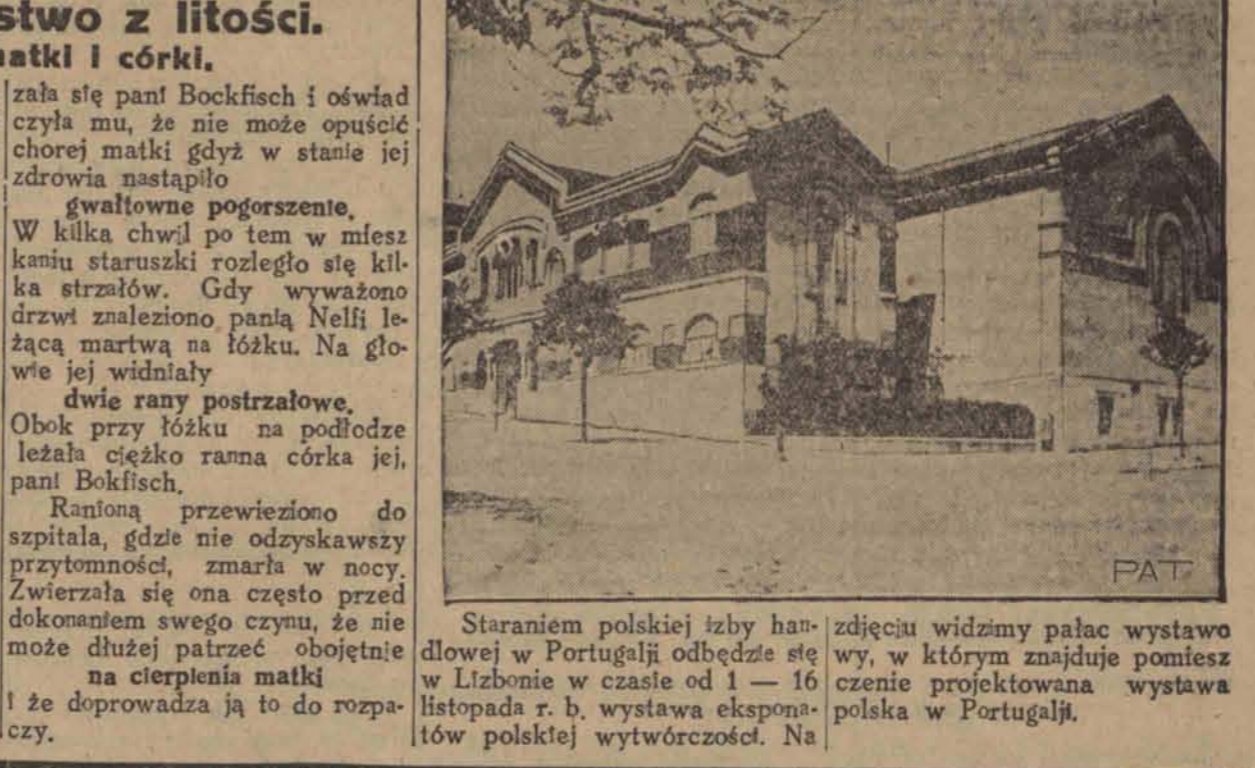 stwo z litości.
matki i córki.
zała się pani Bockfisch i oświad
czyła mu, że nie może opuścić
chorej matki gdyż w stanie jej
zdrowia nastąpiło
gwałtowne pogorszenie.
W kilka chwil po tem w miesz
kaniu staruszki rozległo się kil-
ka strzałów. Gdy wyważono
drzwi znaleziono panią Nelfi le-
żącą martwą na łóżku. Na gło-
wie jej widniały
dwie rany postrzałowe.
Obok przy łóżku na podłodze
leżała ciężko ranna córka jej,
pani Bokfisch.
Ranioną przewieziono do
szpitala, gdzie nie odzyskawszy
przytomności, zmarła w nocy.
Zwierzała się ona często przed
dokonaniem swego czynu, że nie
może dłużej patrzeć obojętnie
na cierpienia matki
i że doprowadza ją to do rozpa-
czy.
PAT
Staraniem polskiej izby han-
dlowej w Portugalji odbędzie się
w Lizbonie w czasie od 1 — 16
listopada r. b. wystawa ekspona-
tów polskiej wytwórczości. Na
zdjęciu widzimy pałac wystawo
wy, w którym znajduje pomiesz
czenie projektowana wystawa
polska w Portugalji.